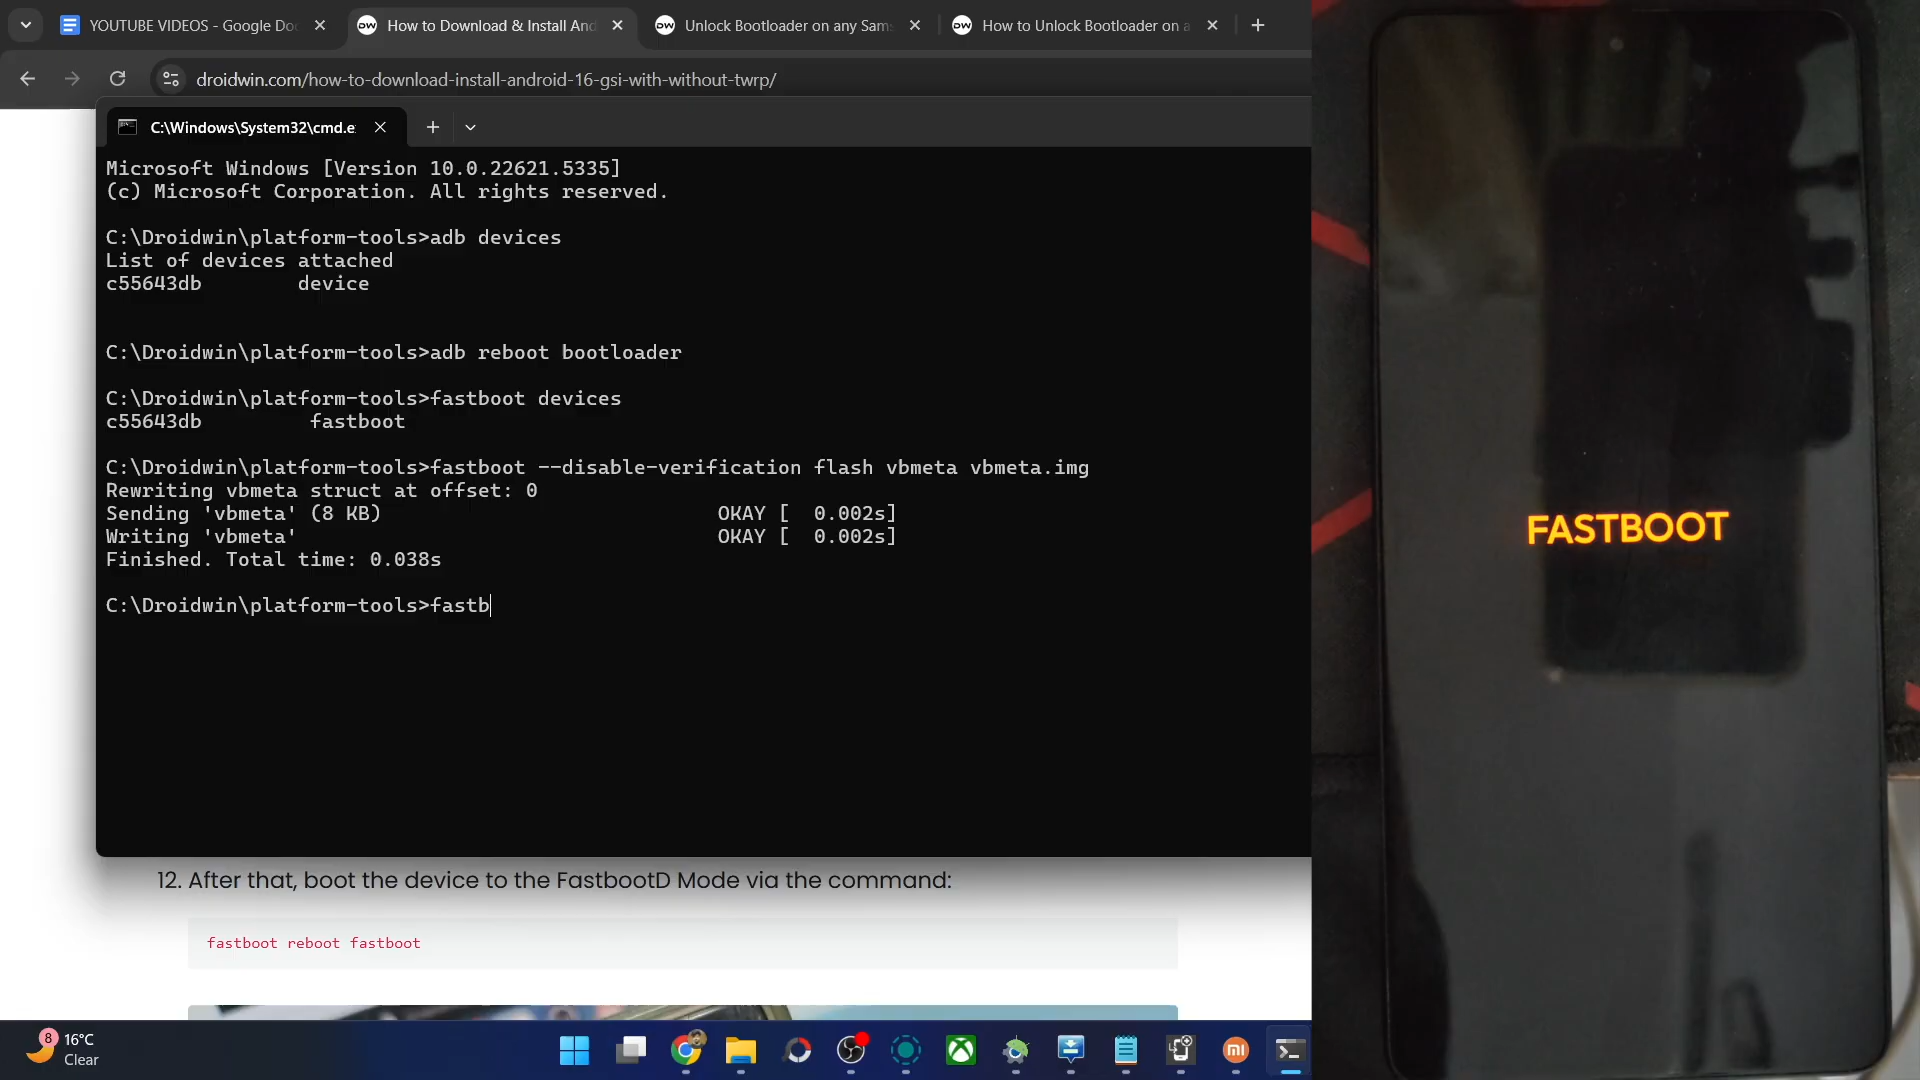 YOUTUBE VIDEOS - Google Do
How to Download & Install And
Unlock Bootloader on any Sam
How to Unlock Bootloader on a
droidwin.com/how-to-download-install-android-16-gsi-with-without-twrp/
C:\Windows\System32\cmd.e
Microsoft Windows [Version 10.0.22621.5335]
(c) Microsoft Corporation. All rights reserved.
C:\Droidwin\platform-tools>adb devices
List of devices attached
c55643db device
C:\Droidwin\platform-tools>adb reboot bootloader
C:\Droidwin\platform-tools>fastboot devices
c55643db fastboot
C:\Droidwin\platform-tools>fastboot --disable-verification flash vbmeta vbmeta.img
Rewriting vbmeta struct at offset: 0
Sending 'vbmeta' (8 KB) OKAY [ 0.002s]
Writing 'vbmeta' OKAY [ 0.002s]
Finished. Total time: 0.038s
C:\Droidwin\platform-tools>fastb
FASTBOOT
12. After that, boot the device to the FastbootD Mode via the command:
fastboot reboot fastboot
8
16°C
Clear